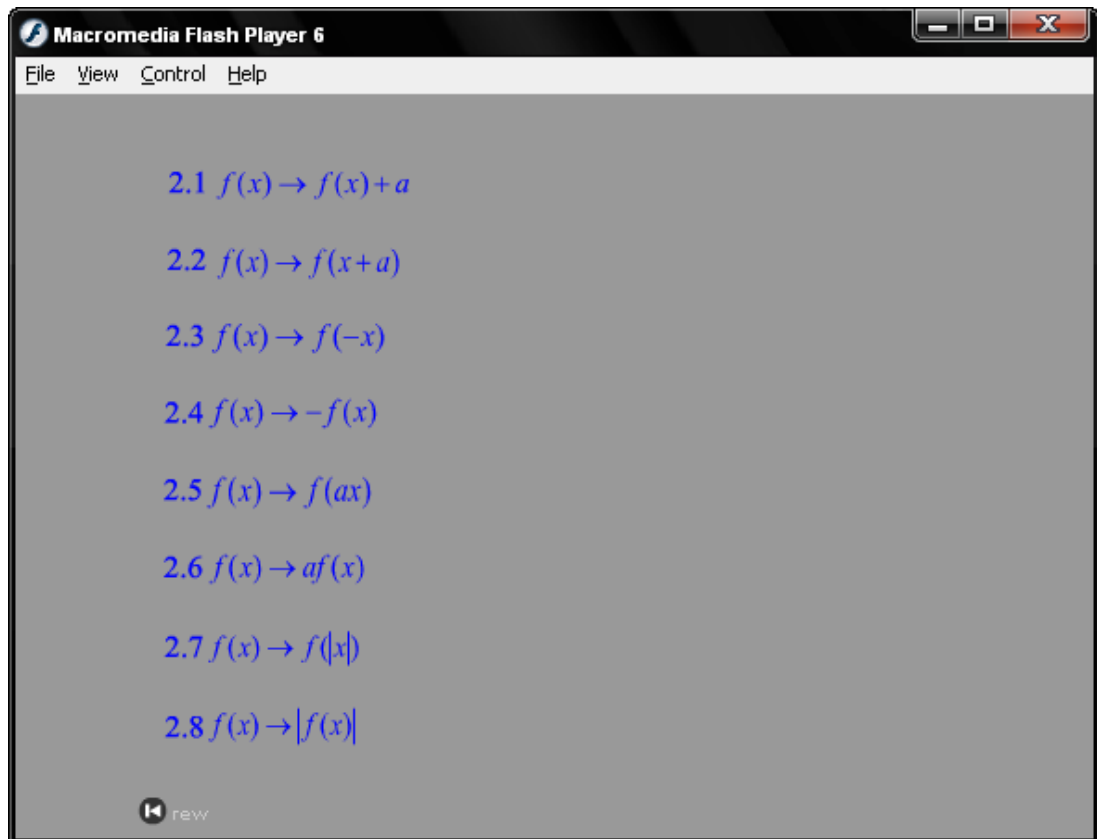 Macromedia Flash Player 6
File View Control Help
2.1 f(x) → f(x)+a
2.2 f(x) → f(x+a)
2.3 f(x) → f(−x)
2.4 f(x) → −f(x)
2.5 f(x) → f(ax)
2.6 f(x) → af(x)
2.7 f(x) → f(|x|)
2.8 f(x) → |f(x)|
rew